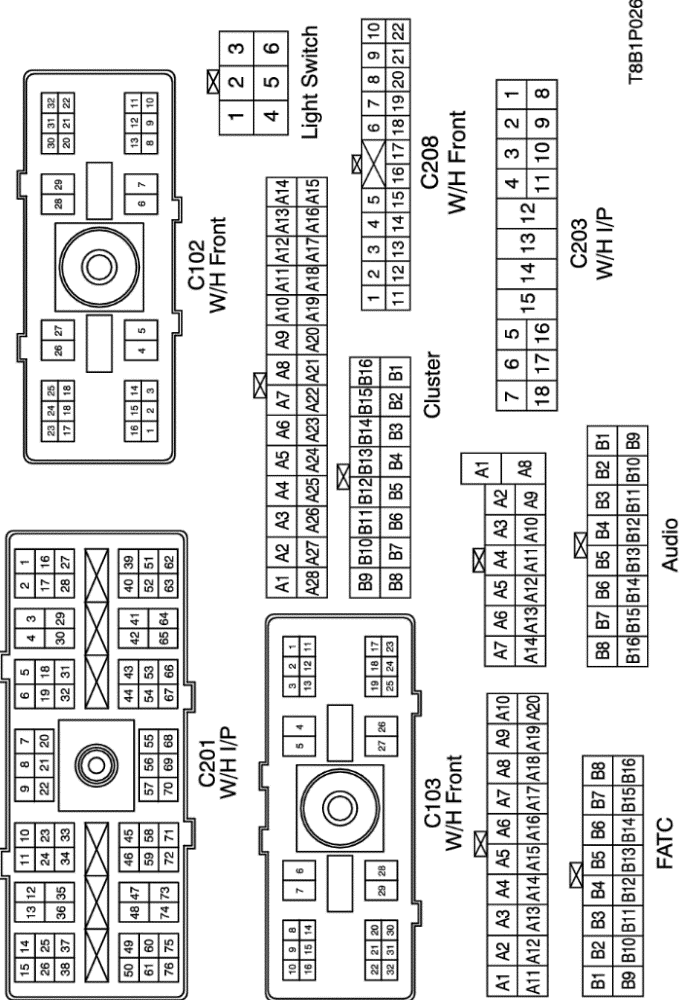 15 14 13 12 11 10 9 8 7 6 5 4 3 2 1
26 25 24 23 22 21 20 19 18 17 16
38 37 36 35 34 33 32 31 30 29 28 27
50 49 48 47 46 45 44 43 42 41 40 39
61 60 59 58 57 56 55 54 53 52 51
76 75 74 73 72 71 70 69 68 67 66 65 64 63 62
C201
W/H I/P
23 24 25 30 31 32
26 27 28 29
17 18 18 20 21 22
16 15 14 13 12 11
4 5 6 7
1 2 3 8 9 10
C102
W/H Front
10 9 8 7 6 5 4 3 2 1
16 15 14 13 12 11
22 21 20 19 18 17
29 28 27 26
32 31 30 25 24 23
C103
W/H Front
A1 A2 A3 A4 A5 A6 A7 A8 A9 A10 A11 A12 A13 A14
A28 A27 A26 A25 A24 A23 A22 A21 A20 A19 A18 A17 A16 A15
B9 B10 B11 B12 B13 B14 B15 B16
B8 B7 B6 B5 B4 B3 B2 B1
Cluster
1 2 3
4 5 6
Light Switch
1 2 3 4 5 6 7 8 9 10
11 12 13 14 15 16 17 18 19 20 21 22
C208
W/H Front
A1 A2 A3 A4 A5 A6 A7 A8 A9 A10
A11 A12 A13 A14 A15 A16 A17 A18 A19 A20
B1 B2 B3 B4 B5 B6 B7 B8
B9 B10 B11 B12 B13 B14 B15 B16
FATC
A7 A6 A5 A4 A3 A2 A1
A14 A13 A12 A11 A10 A9 A8
B8 B7 B6 B5 B4 B3 B2 B1
B16 B15 B14 B13 B12 B11 B10 B9
Audio
7 6 5 15 14 13 12 4 3 2 1
18 17 16 11 10 9 8
C203
W/H I/P
T8B1P026